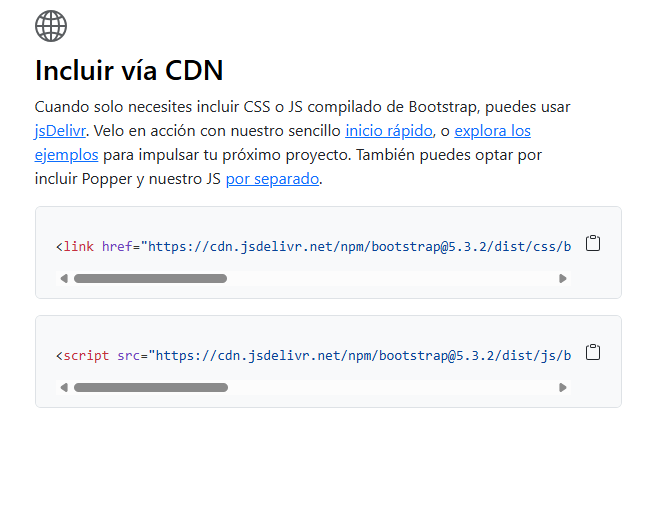 Incluir vía CDN
Cuando solo necesites incluir CSS o JS compilado de Bootstrap, puedes usar
jsDelivr. Velo en acción con nuestro sencillo inicio rápido, o explora los
ejemplos para impulsar tu próximo proyecto. También puedes optar por
incluir Popper y nuestro JS por separado.
<link href="https://cdn.jsdelivr.net/npm/bootstrap@5.3.2/dist/css/b
<script src="https://cdn.jsdelivr.net/npm/bootstrap@5.3.2/dist/js/b